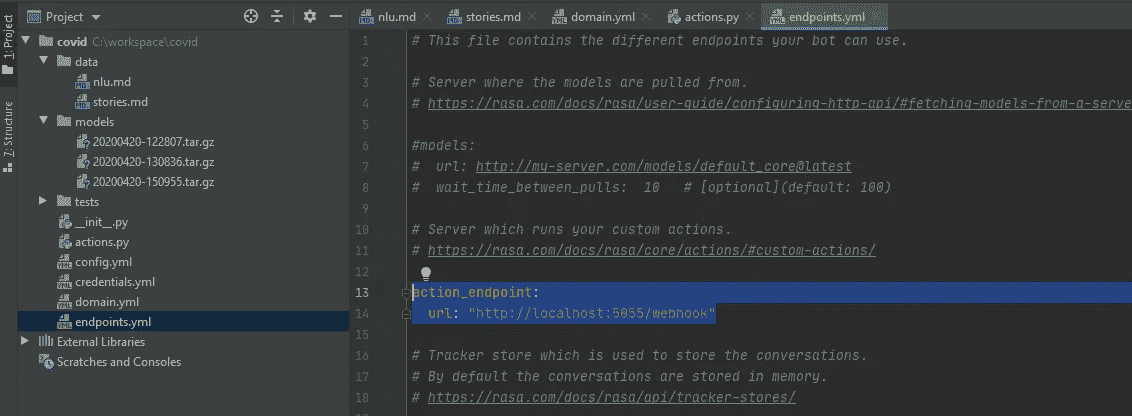 1: Project
Z: Structure
Project
covid C:\workspace\covid
data
nlu.md
stories.md
models
20200420-122807.tar.gz
20200420-130836.tar.gz
20200420-150955.tar.gz
tests
__init__.py
actions.py
config.yml
credentials.yml
domain.yml
endpoints.yml
External Libraries
Scratches and Consoles
nlu.md stories.md domain.yml actions.py endpoints.yml
1 # This file contains the different endpoints your bot can use.
2
3 # Server where the models are pulled from.
4 # https://rasa.com/docs/rasa/user-guide/configuring-http-api/#fetching-models-from-a-serve
5
6 #models:
7 #  url: http://my-server.com/models/default_core@latest
8 #  wait_time_between_pulls:  10   # [optional](default: 100)
9
10 # Server which runs your custom actions.
11 # https://rasa.com/docs/rasa/core/actions/#custom-actions/
12
13 action_endpoint:
14   url: "http://localhost:5055/webhook"
15
16 # Tracker store which is used to store the conversations.
17 # By default the conversations are stored in memory.
18 # https://rasa.com/docs/rasa/api/tracker-stores/